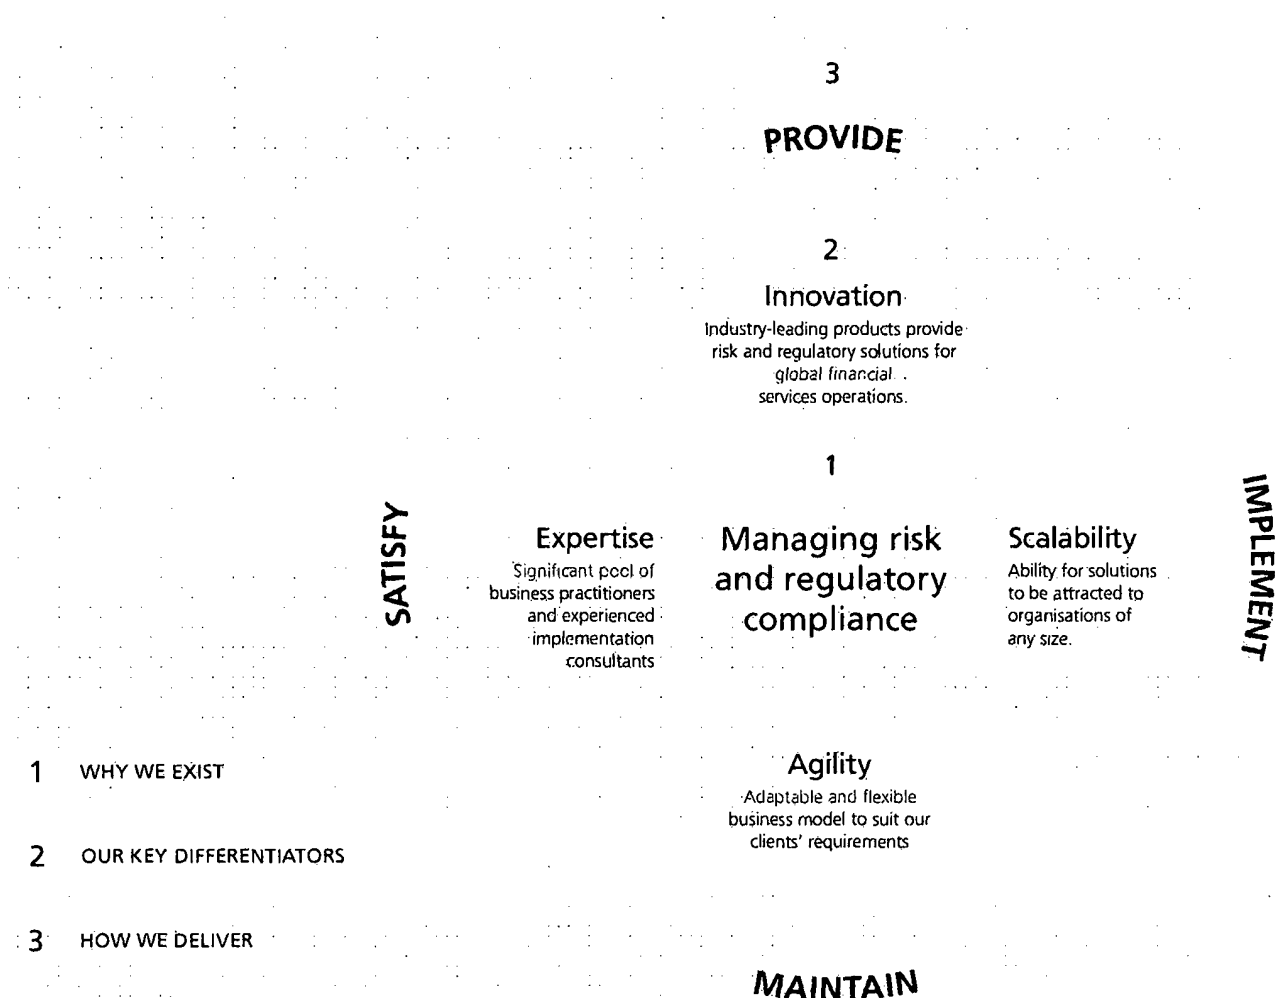 3
PROVIDE
2
Innovation
Industry-leading products provide
risk and regulatory solutions for
global financial
services operations.
1
SATISFY
Expertise
Significant pool of
business practitioners
and experienced
implementation
consultants
Managing risk
and regulatory
compliance
Scalability
Ability for solutions
to be attracted to
organisations of
any size.
IMPLEMENT
Agility
Adaptable and flexible
business model to suit our
clients' requirements
1 WHY WE EXIST
2 OUR KEY DIFFERENTIATORS
3 HOW WE DELIVER
MAINTAIN